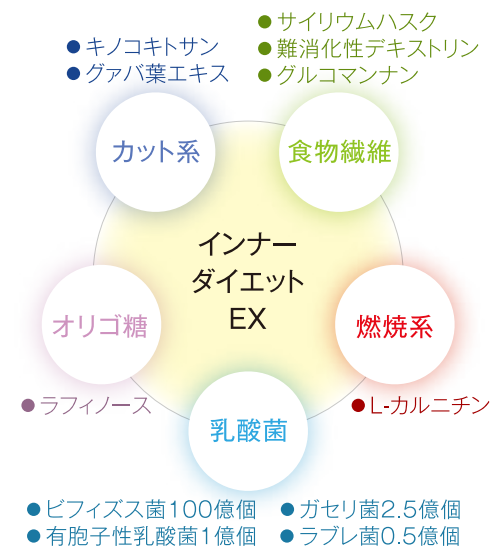 ● キノコキトサン
● グァバ葉エキス
● サイリウムハスク
● 難消化性デキストリン
● グルコマンナン
カット系
食物繊維
インナー
ダイエット
EX
オリゴ糖
燃焼系
● ラフィノース
● L-カルニチン
乳酸菌
● ビフィズス菌100億個
● ガセリ菌2.5億個
● 有胞子性乳酸菌1億個
● ラブレ菌0.5億個